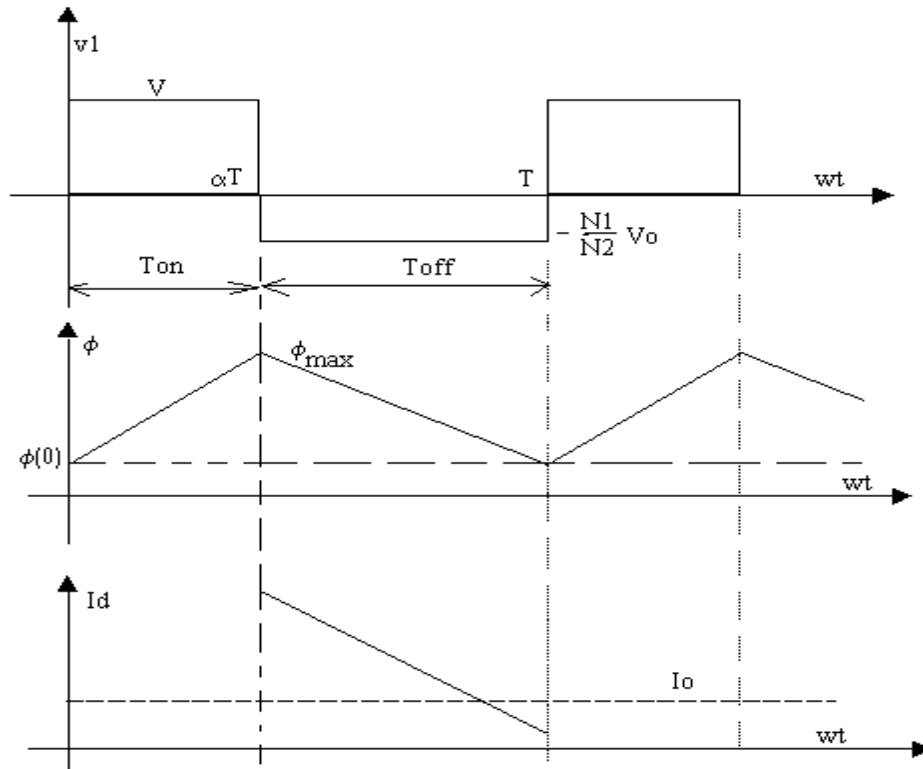 v1
V
αT
T
wt
- N1/N2 Vo
Ton
Toff
ϕ
ϕmax
ϕ(0)
wt
Id
Io
wt